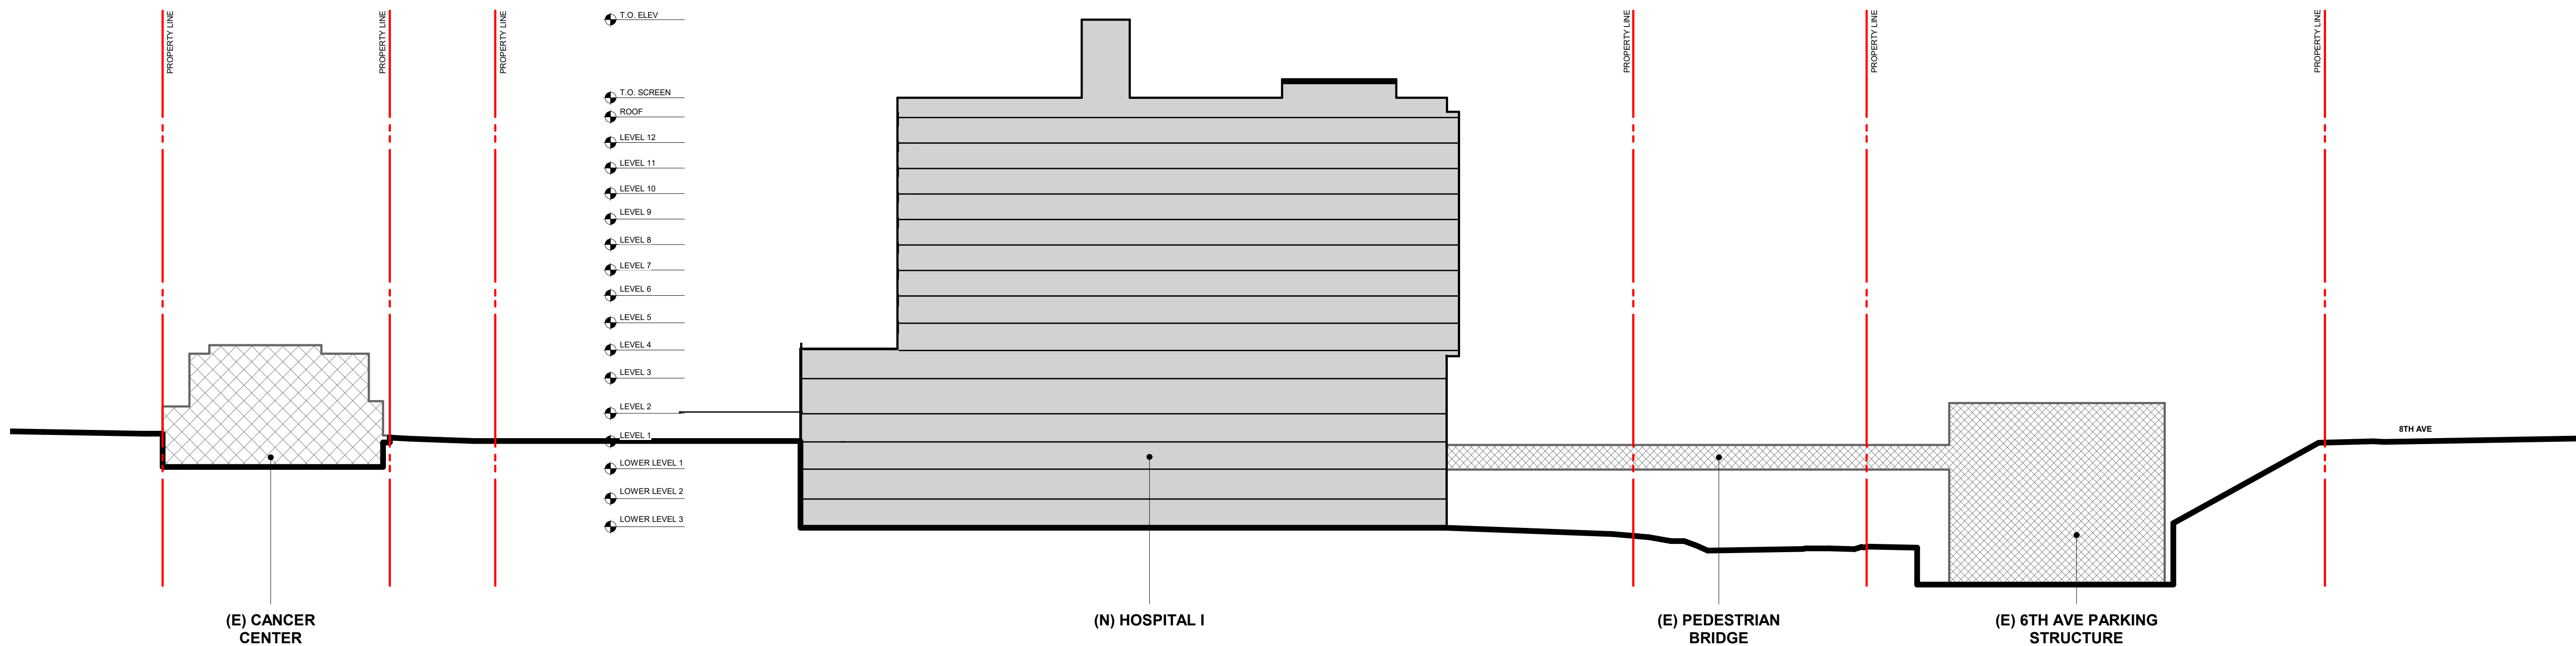 PROPERTY LINE
PROPERTY LINE
PROPERTY LINE
T.O. ELEV
T.O. SCREEN
ROOF
LEVEL 12
LEVEL 11
LEVEL 10
LEVEL 9
LEVEL 8
LEVEL 7
LEVEL 6
LEVEL 5
LEVEL 4
LEVEL 3
LEVEL 2
LEVEL 1
LOWER LEVEL 1
LOWER LEVEL 2
LOWER LEVEL 3
PROPERTY LINE
PROPERTY LINE
PROPERTY LINE
8TH AVE
(E) CANCER
CENTER
(N) HOSPITAL I
(E) PEDESTRIAN
BRIDGE
(E) 6TH AVE PARKING
STRUCTURE